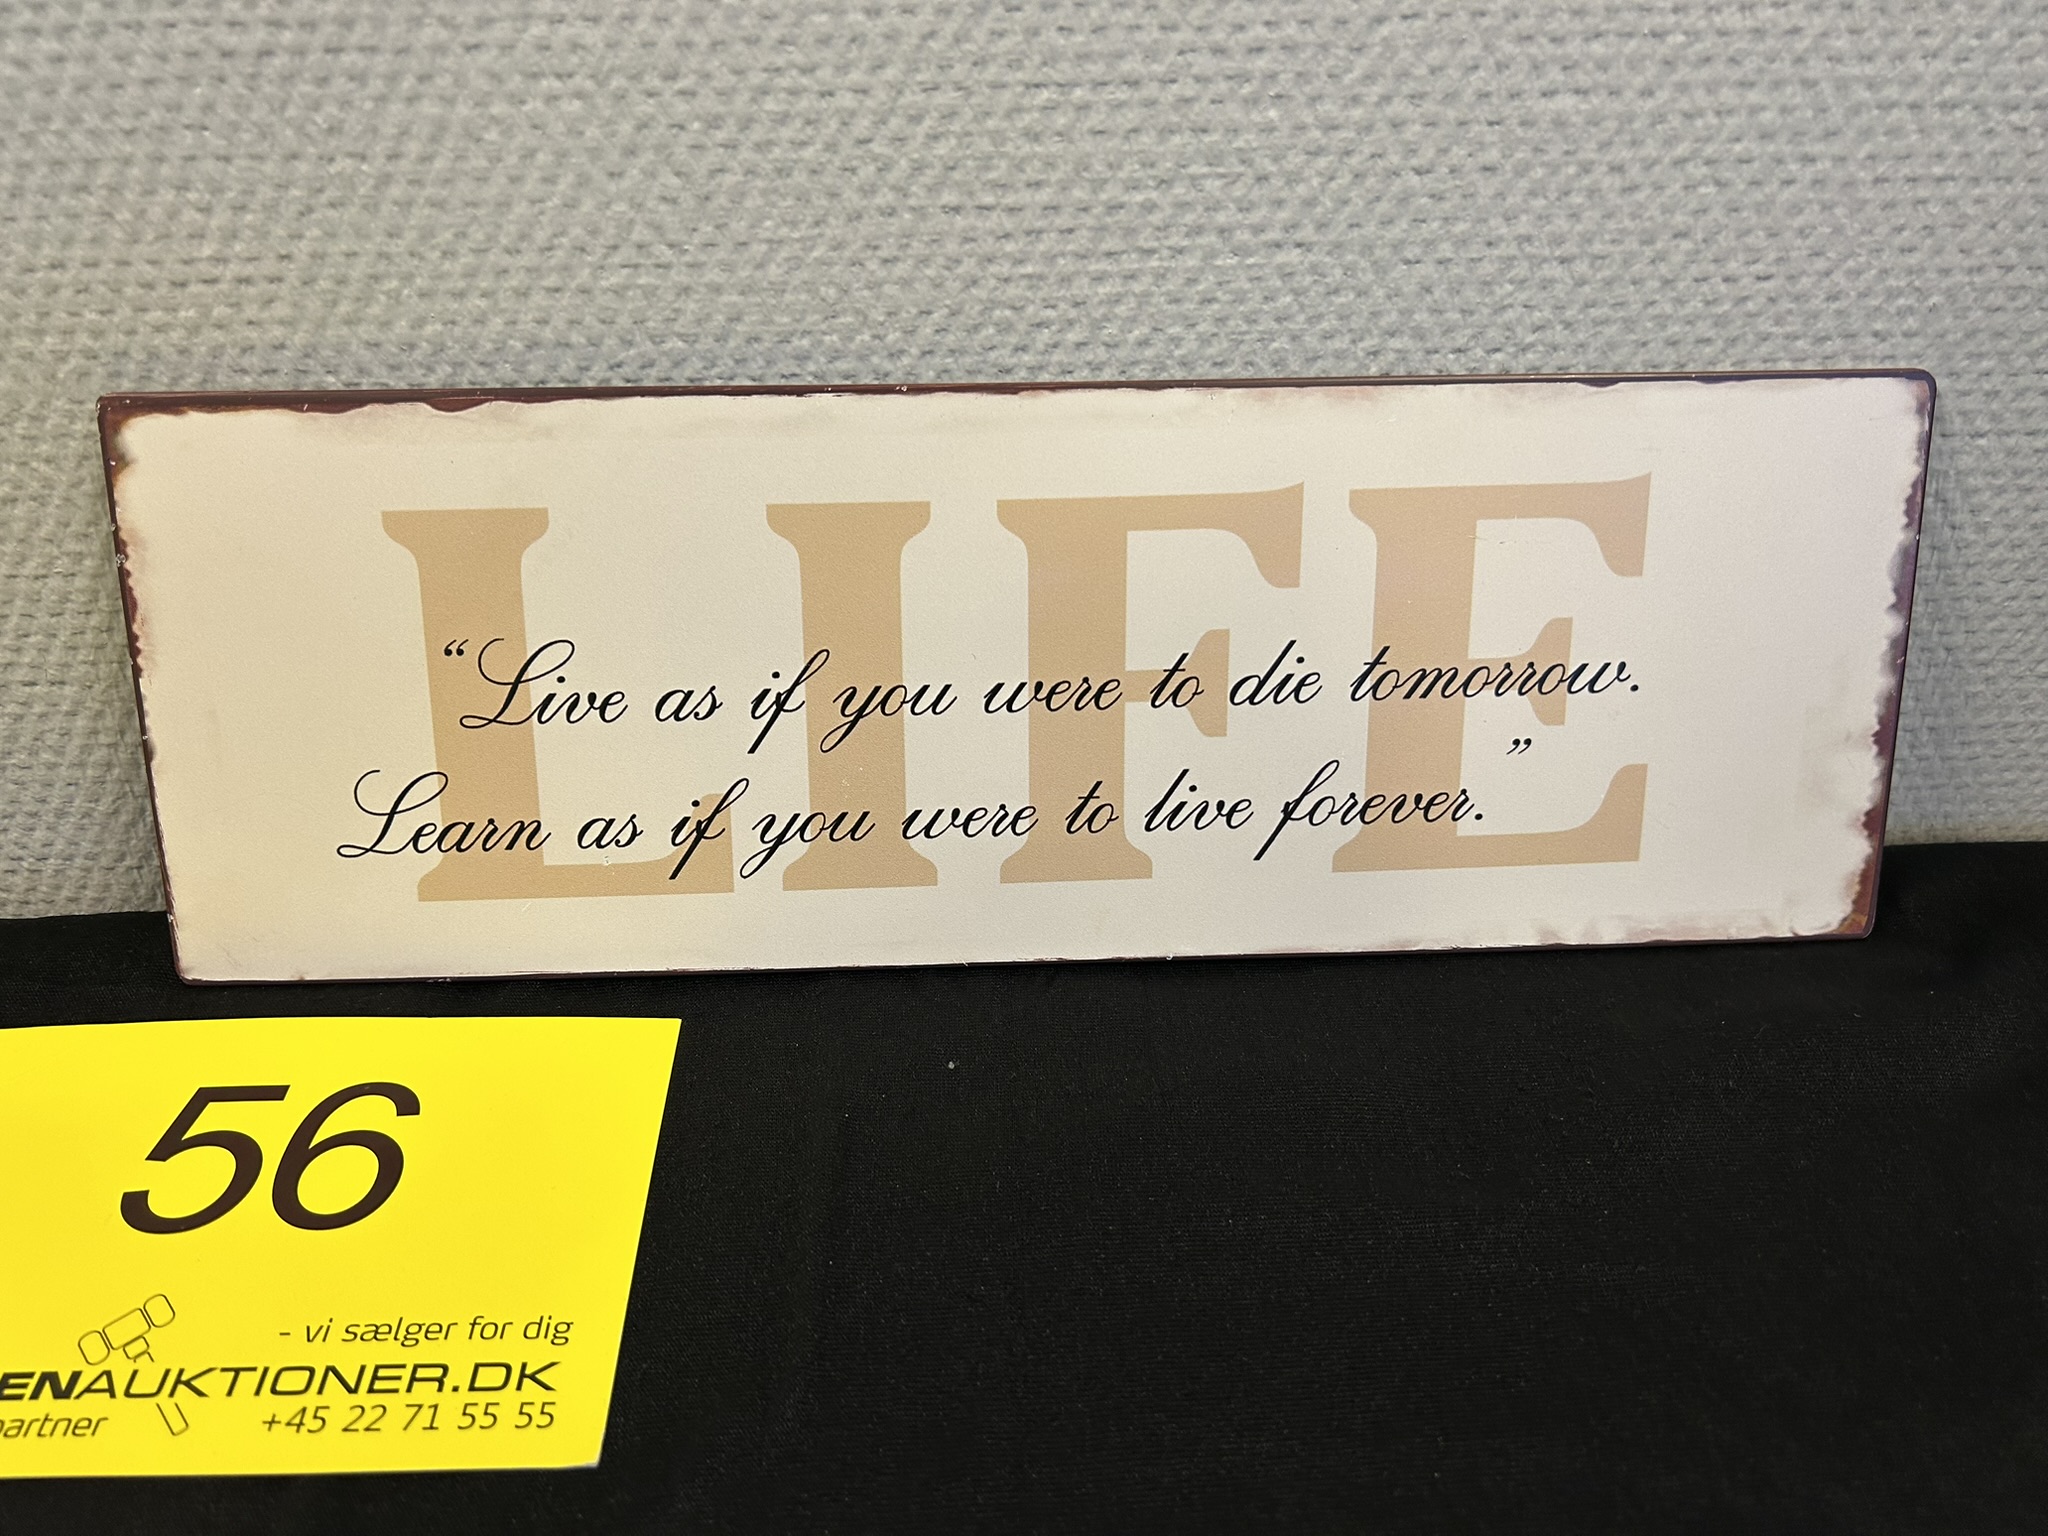 LIFE
“Live as if you were to die tomorrow.
Learn as if you were to live forever.”
56
- vi sælger for dig
ENAUKTIONER.DK
partner +45 22 71 55 55